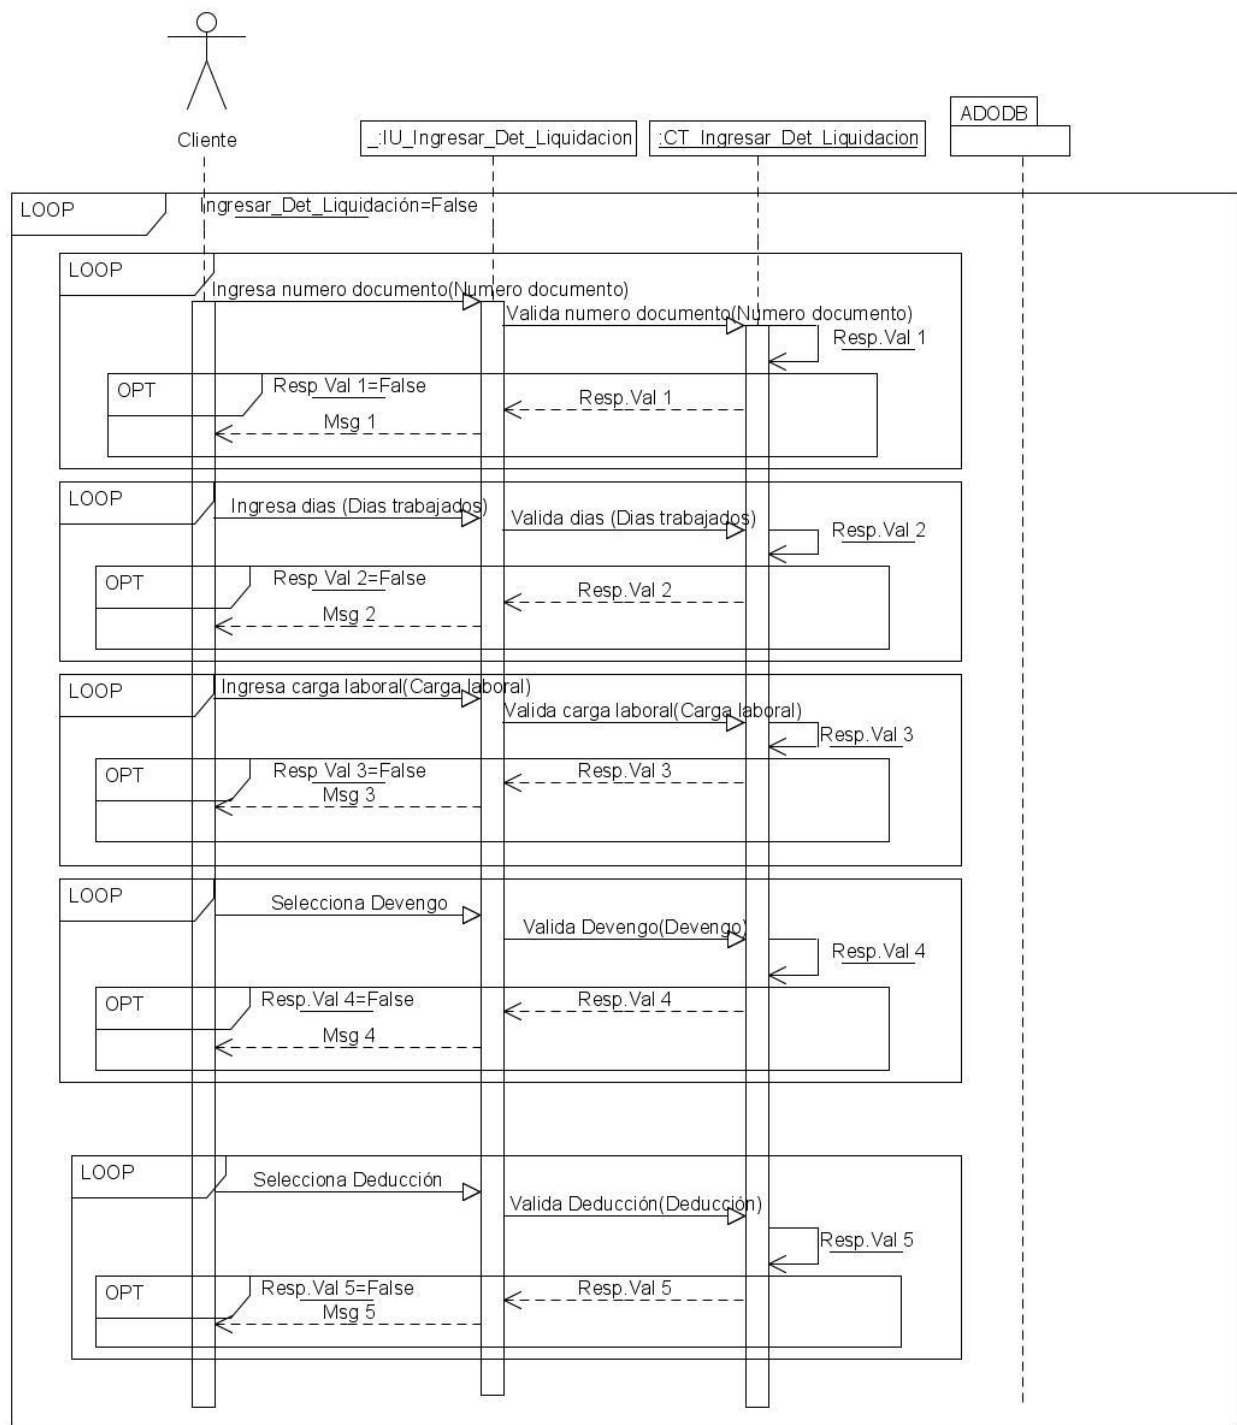 Cliente
_:IU_Ingresar_Det_Liquidacion
:CT_Ingresar_Det_Liquidacion
ADODB
LOOP
Ingresar_Det_Liquidación=False
LOOP
Ingresa numero documento(Numero documento)
Valida numero documento(Numero documento)
Resp.Val 1
OPT
Resp Val 1=False
Resp.Val 1
Msg 1
LOOP
Ingresa dias (Dias trabajados)
Valida dias (Dias trabajados)
Resp.Val 2
OPT
Resp Val 2=False
Resp.Val 2
Msg 2
LOOP
Ingresa carga laboral(Carga laboral)
Valida carga laboral(Carga laboral)
Resp.Val 3
OPT
Resp Val 3=False
Resp.Val 3
Msg 3
LOOP
Selecciona Devengo
Valida Devengo(Devengo)
Resp.Val 4
OPT
Resp.Val 4=False
Resp.Val 4
Msg 4
LOOP
Selecciona Deducción
Valida Deducción(Deducción)
Resp.Val 5
OPT
Resp.Val 5=False
Resp.Val 5
Msg 5